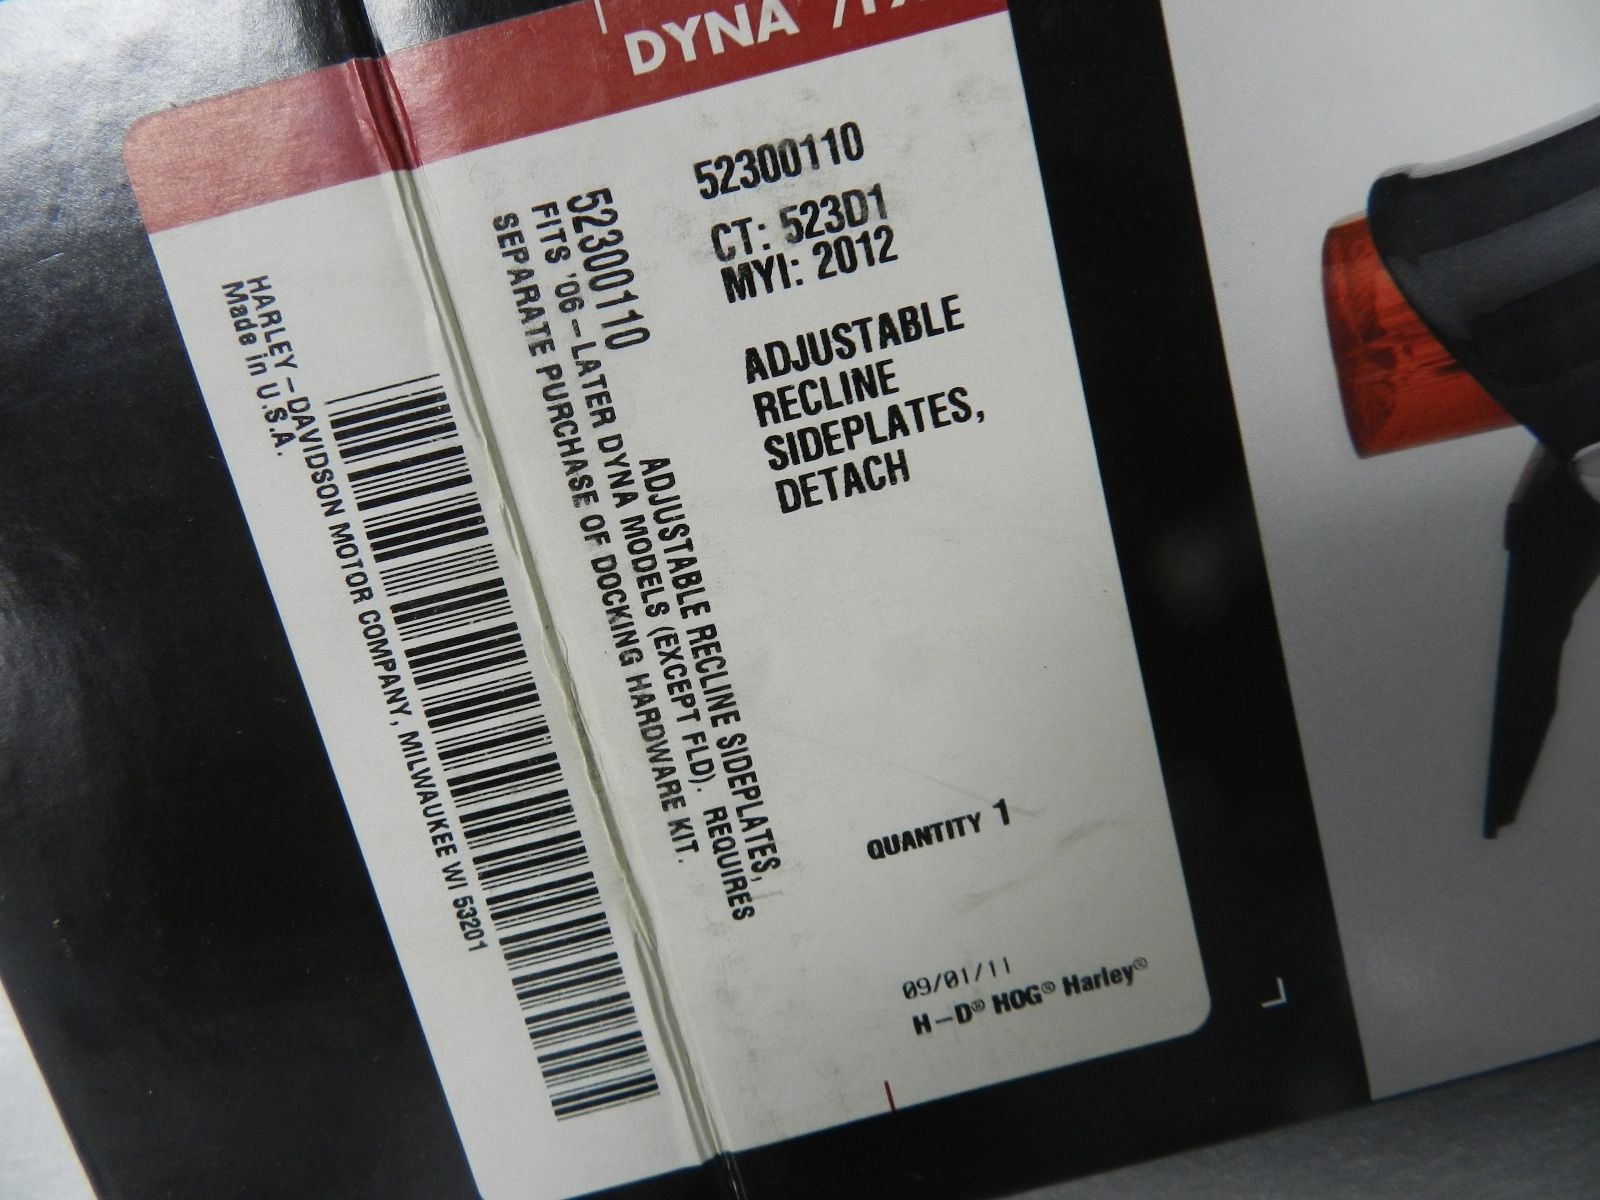 DYNA
52300110
CT: 523D1
MYI: 2012
ADJUSTABLE
RECLINE
SIDEPLATES,
DETACH
QUANTITY 1
09/01/11
H-D® HOG® Harley®
52300110 ADJUSTABLE RECLINE SIDEPLATES,
FITS '06-LATER DYNA MODELS (EXCEPT FLD). REQUIRES
SEPARATE PURCHASE OF DOCKING HARDWARE KIT.
HARLEY-DAVIDSON MOTOR COMPANY, MILWAUKEE WI 53201
Made in U.S.A.